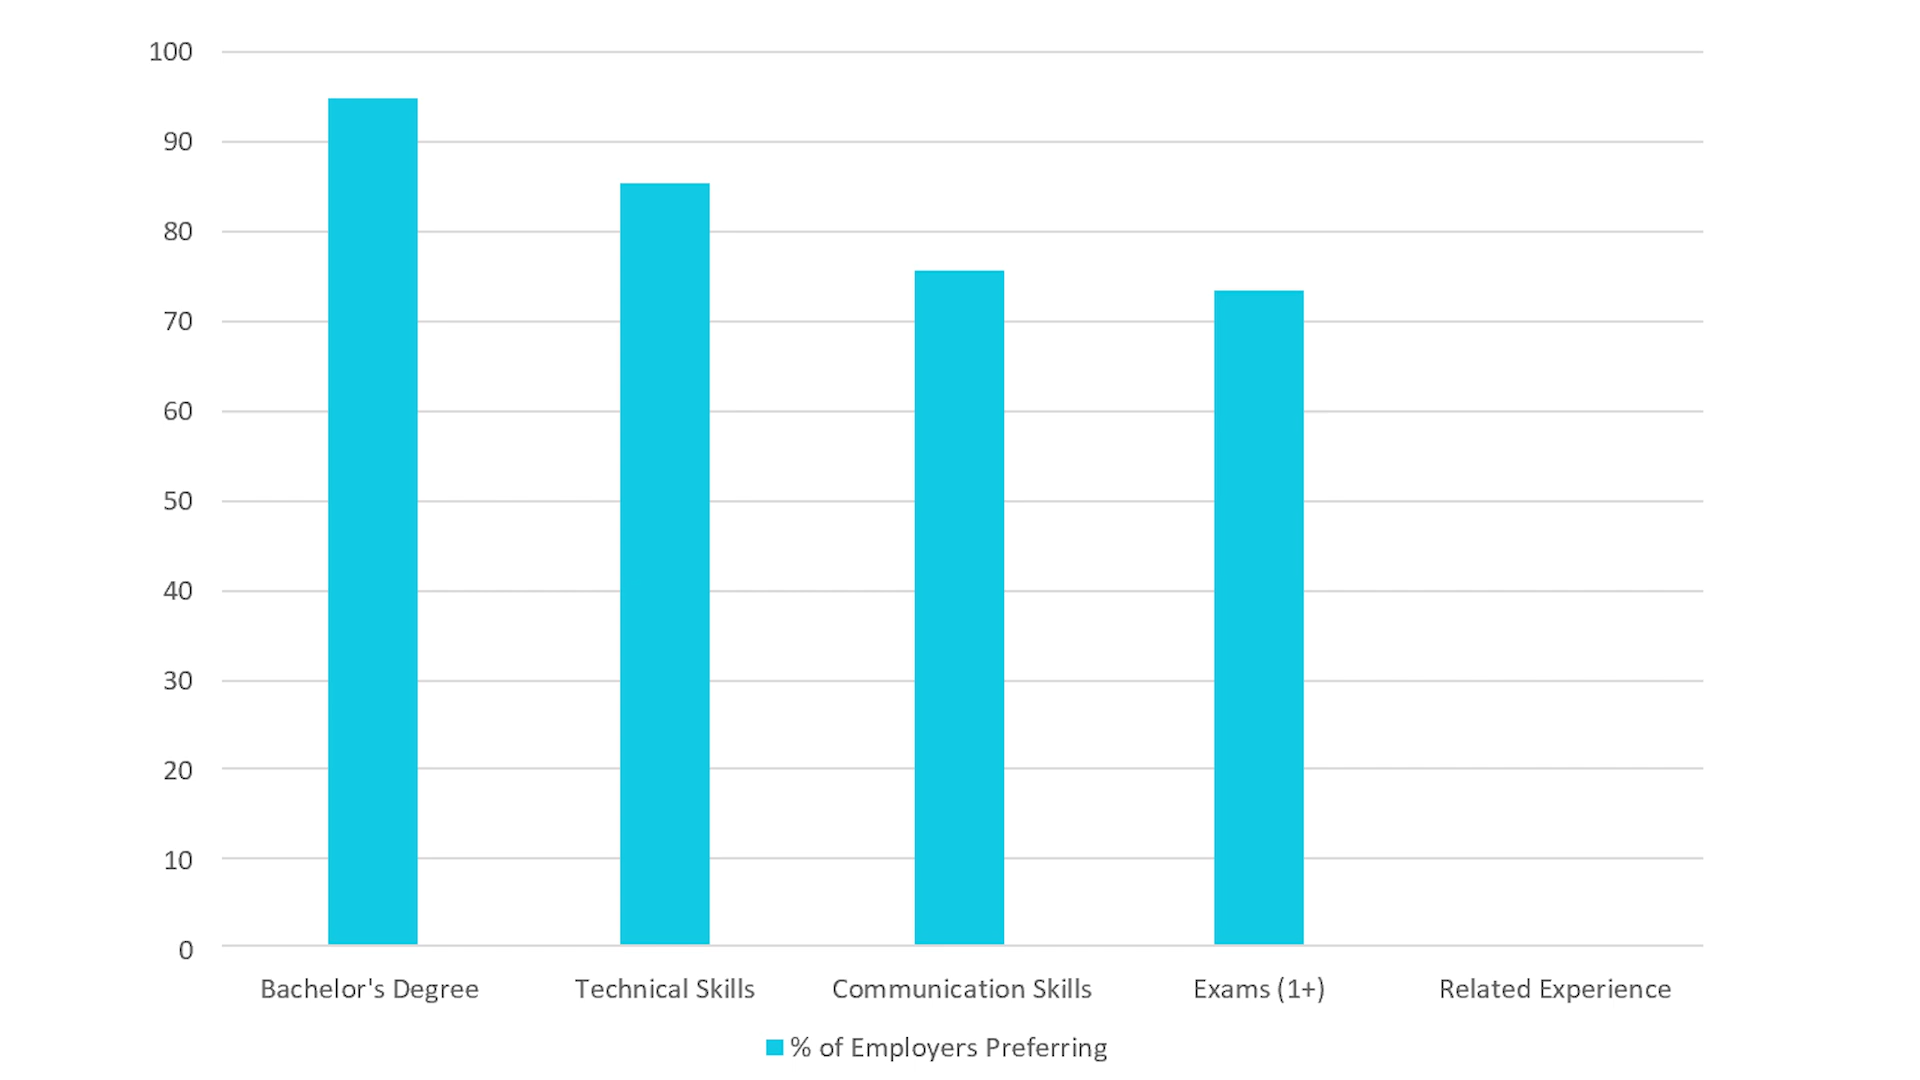 100
90
80
70
60
50
40
30
20
10
0
Bachelor's Degree
Technical Skills
Communication Skills
Exams (1+)
Related Experience
% of Employers Preferring